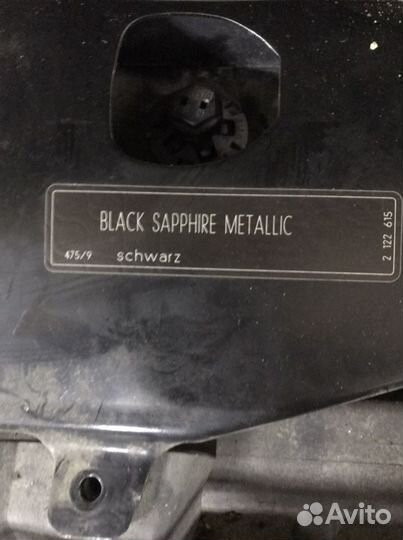 BLACK SAPPHIRE METALLIC
475/9 schwarz
2 122 615
Avito